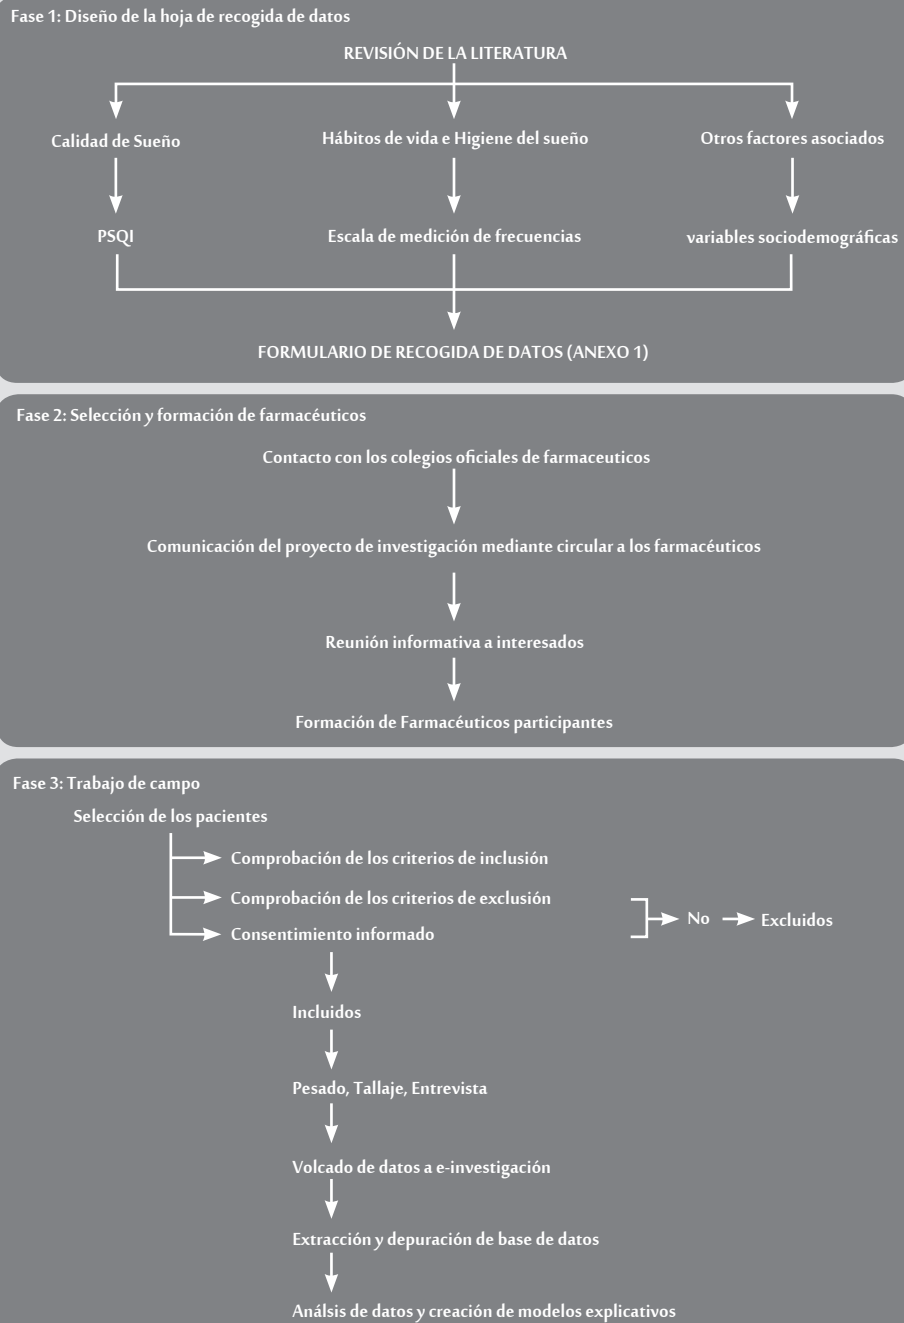 Fase 1: Diseño de la hoja de recogida de datos
REVISIÓN DE LA LITERATURA
Calidad de Sueño
Hábitos de vida e Higiene del sueño
Otros factores asociados
PSQI
Escala de medición de frecuencias
variables sociodemográficas
FORMULARIO DE RECOGIDA DE DATOS (ANEXO 1)
Fase 2: Selección y formación de farmacéuticos
Contacto con los colegios oficiales de farmaceuticos
Comunicación del proyecto de investigación mediante circular a los farmacéuticos
Reunión informativa a interesados
Formación de Farmacéuticos participantes
Fase 3: Trabajo de campo
Selección de los pacientes
Comprobación de los criterios de inclusión
Comprobación de los criterios de exclusión
No
Excluidos
Consentimiento informado
Incluidos
Pesado, Tallaje, Entrevista
Volcado de datos a e-investigación
Extracción y depuración de base de datos
Análsis de datos y creación de modelos explicativos